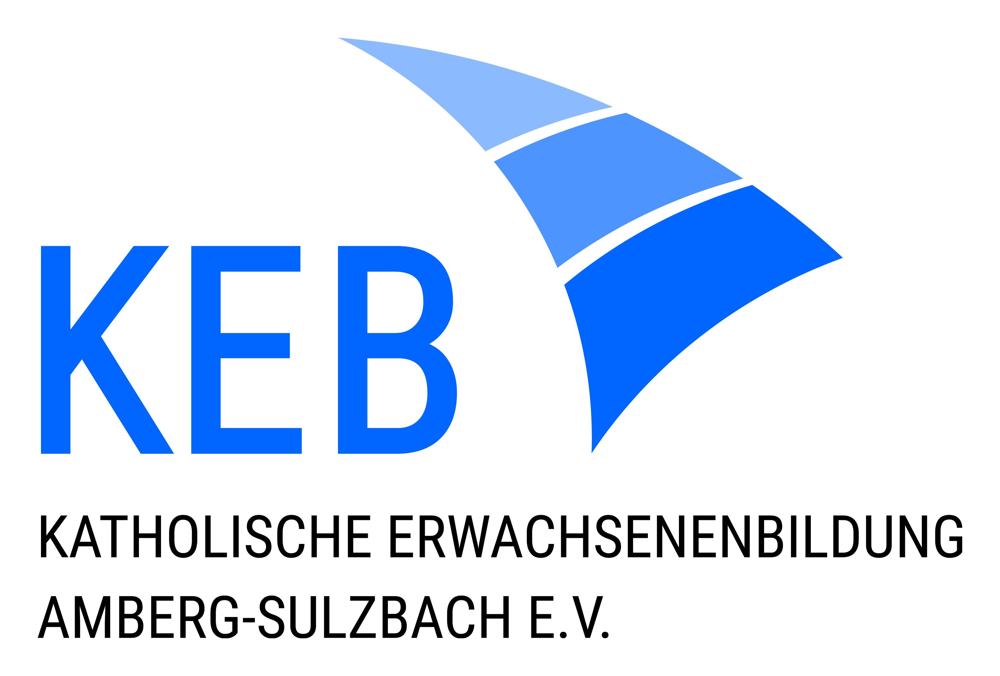 KEB
KATHOLISCHE ERWACHSENENBILDUNG
AMBERG-SULZBACH E. V.